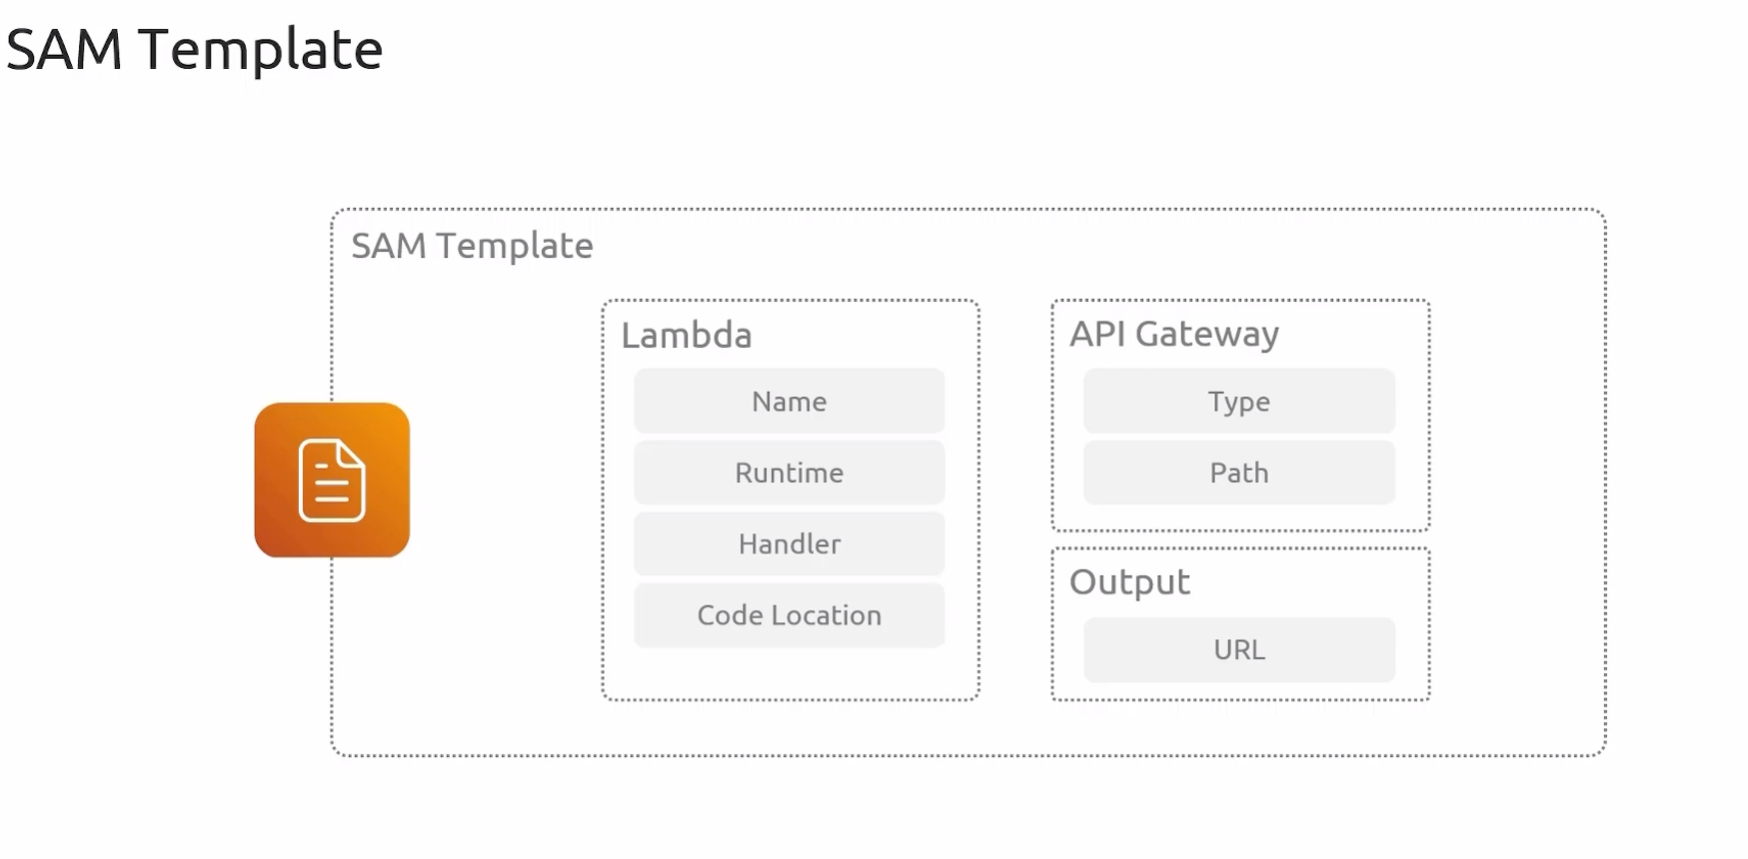 SAM Template
SAM Template
Lambda
Name
Runtime
Handler
Code Location
API Gateway
Type
Path
Output
URL